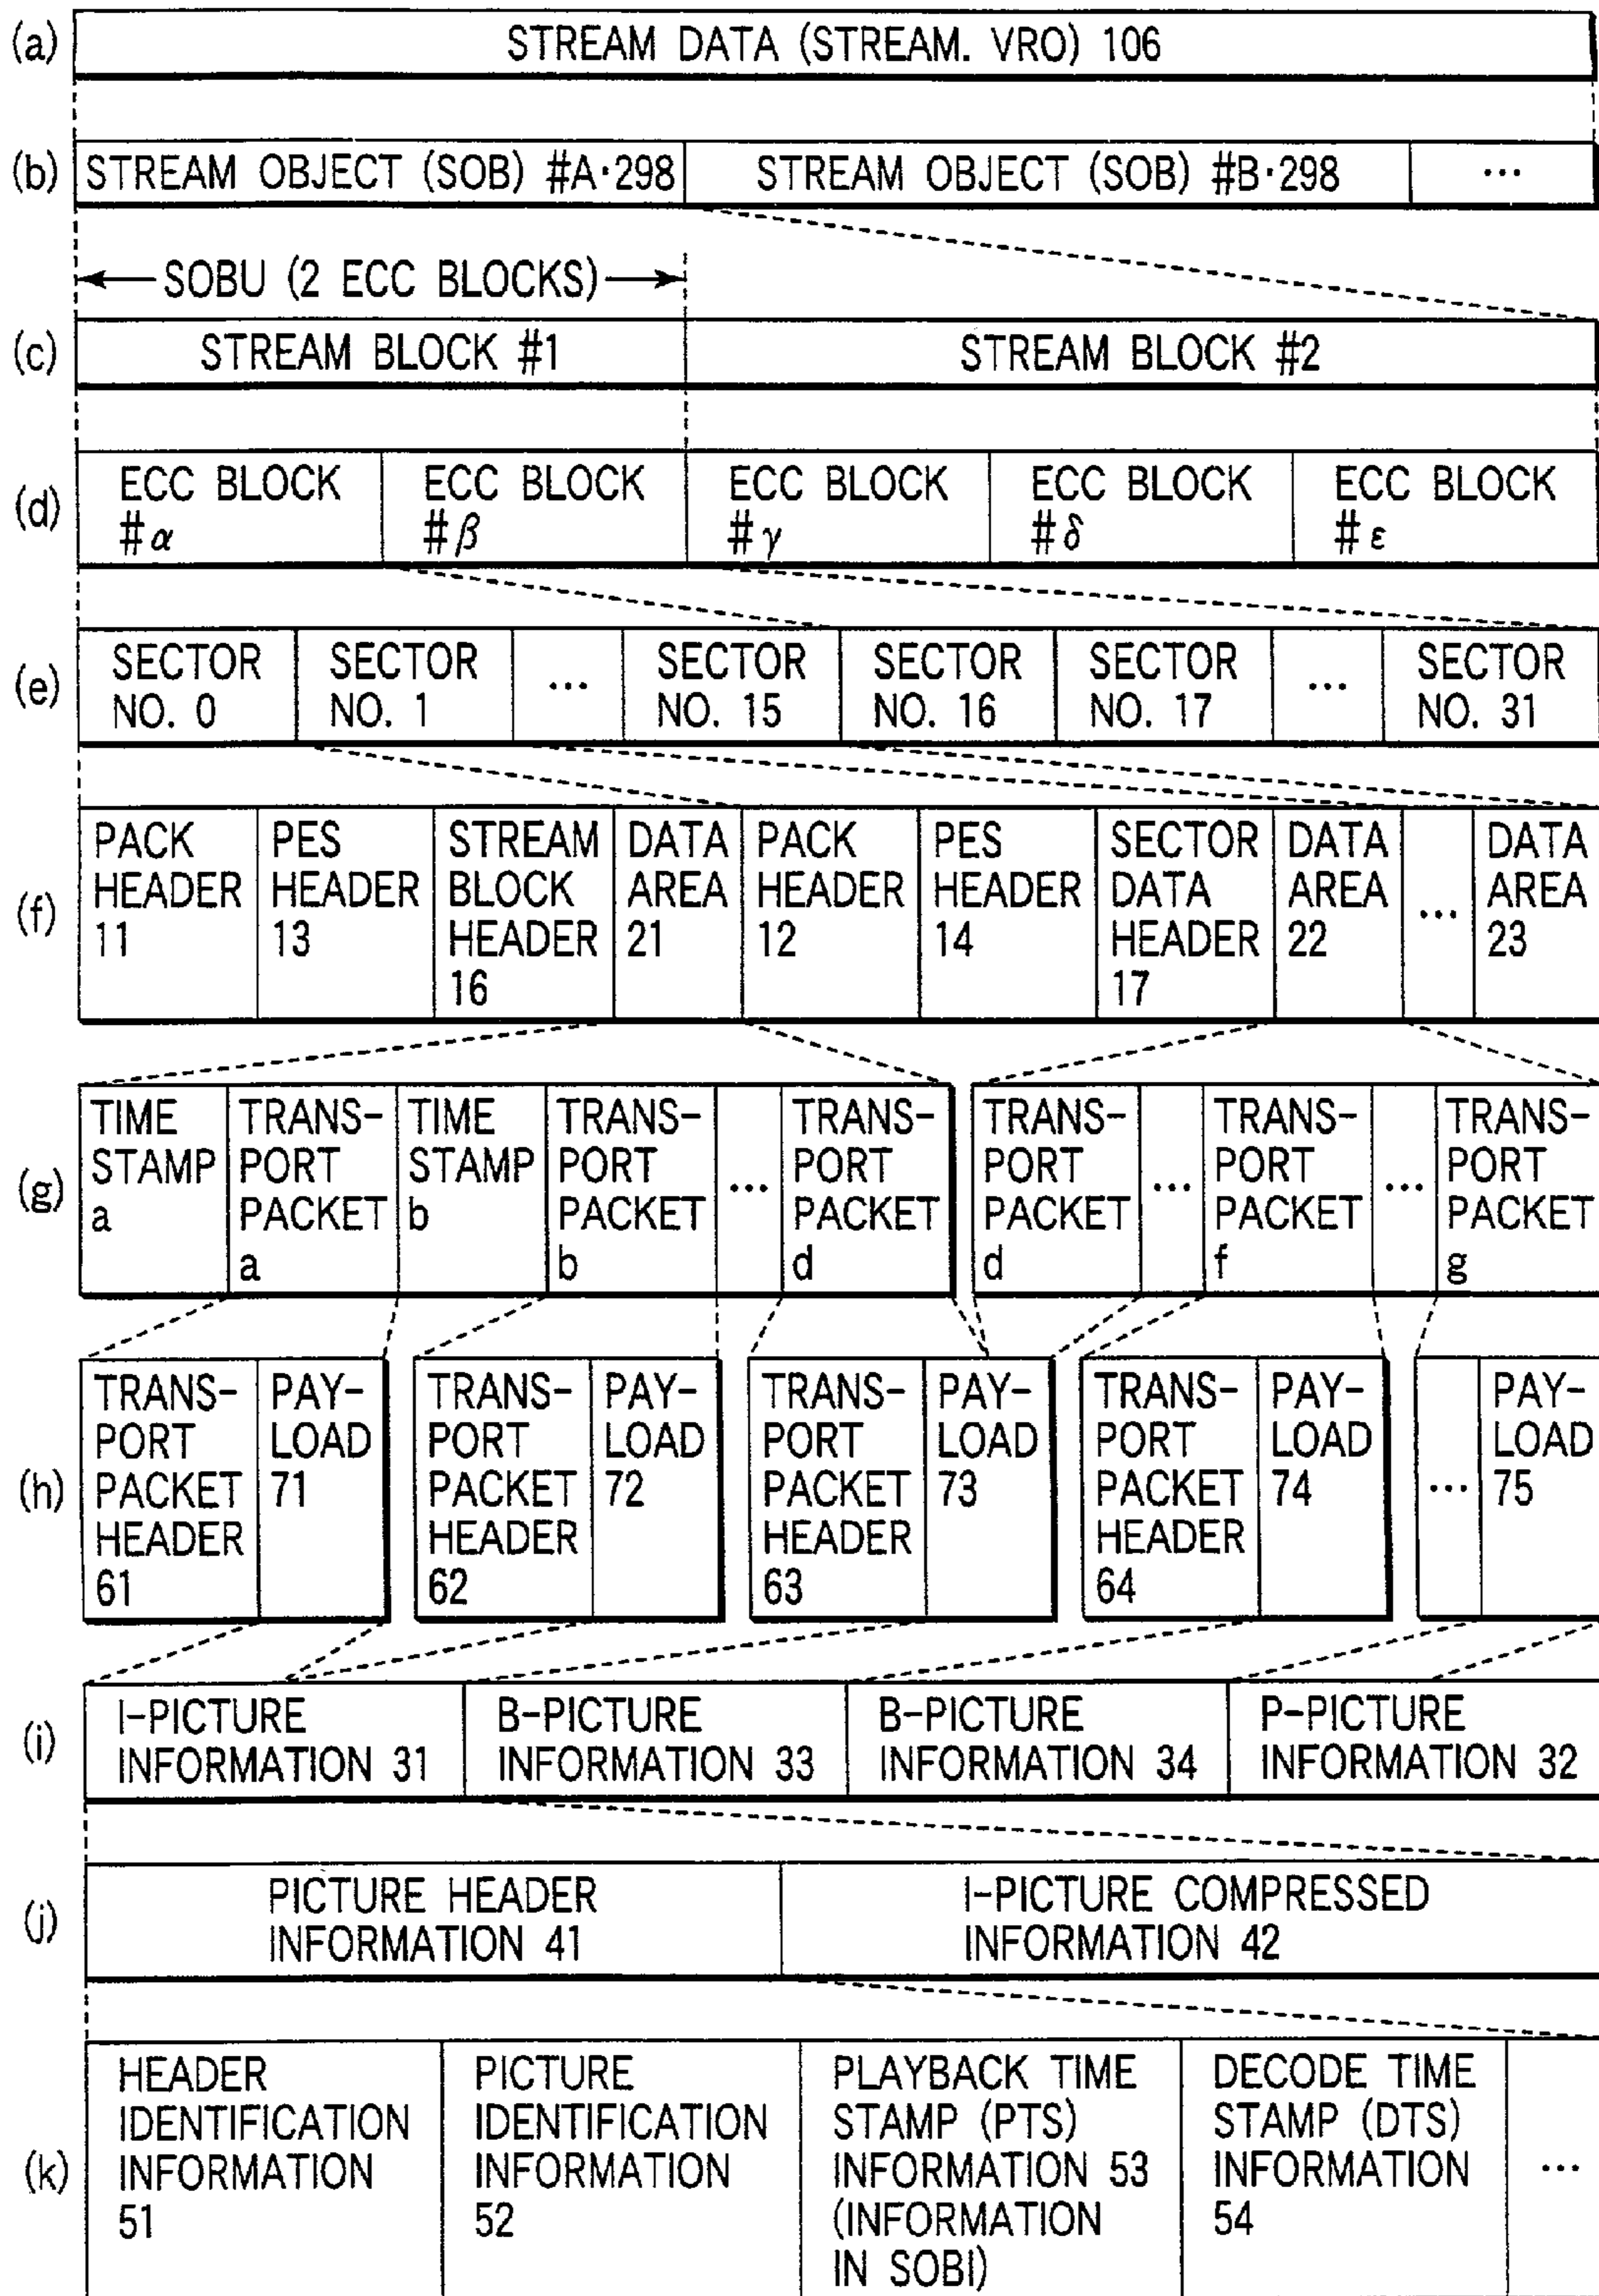 (a) STREAM DATA (STREAM. VRO) 106
(b) STREAM OBJECT (SOB) #A·298 STREAM OBJECT (SOB) #B·298 ...
SOBU (2 ECC BLOCKS)
(c) STREAM BLOCK #1 STREAM BLOCK #2
(d) ECC BLOCK #α ECC BLOCK #β ECC BLOCK #γ ECC BLOCK #δ ECC BLOCK #ε
(e) SECTOR NO. 0 SECTOR NO. 1 ... SECTOR NO. 15 SECTOR NO. 16 SECTOR NO. 17 ... SECTOR NO. 31
(f)
PACK
HEADER
11
PES
HEADER
13
STREAM
BLOCK
HEADER
16
DATA
AREA
21
PACK
HEADER
12
PES
HEADER
14
SECTOR
DATA
HEADER
17
DATA
AREA
22
...
DATA
AREA
23
(g)
TIME
STAMP
a
TRANS-
PORT
PACKET
a
TIME
STAMP
b
TRANS-
PORT
PACKET
b
...
TRANS-
PORT
PACKET
d
TRANS-
PORT
PACKET
d
...
TRANS-
PORT
PACKET
f
...
TRANS-
PORT
PACKET
g
(h)
TRANS-
PORT
PACKET
HEADER
61
PAY-
LOAD
71
TRANS-
PORT
PACKET
HEADER
62
PAY-
LOAD
72
TRANS-
PORT
PACKET
HEADER
63
PAY-
LOAD
73
TRANS-
PORT
PACKET
HEADER
64
PAY-
LOAD
74
...
PAY-
LOAD
75
(i)
I-PICTURE
INFORMATION 31
B-PICTURE
INFORMATION 33
B-PICTURE
INFORMATION 34
P-PICTURE
INFORMATION 32
(j)
PICTURE HEADER
INFORMATION 41
I-PICTURE COMPRESSED
INFORMATION 42
(k)
HEADER
IDENTIFICATION
INFORMATION
51
PICTURE
IDENTIFICATION
INFORMATION
52
PLAYBACK TIME
STAMP (PTS)
INFORMATION 53
(INFORMATION
IN SOBI)
DECODE TIME
STAMP (DTS)
INFORMATION
54
...